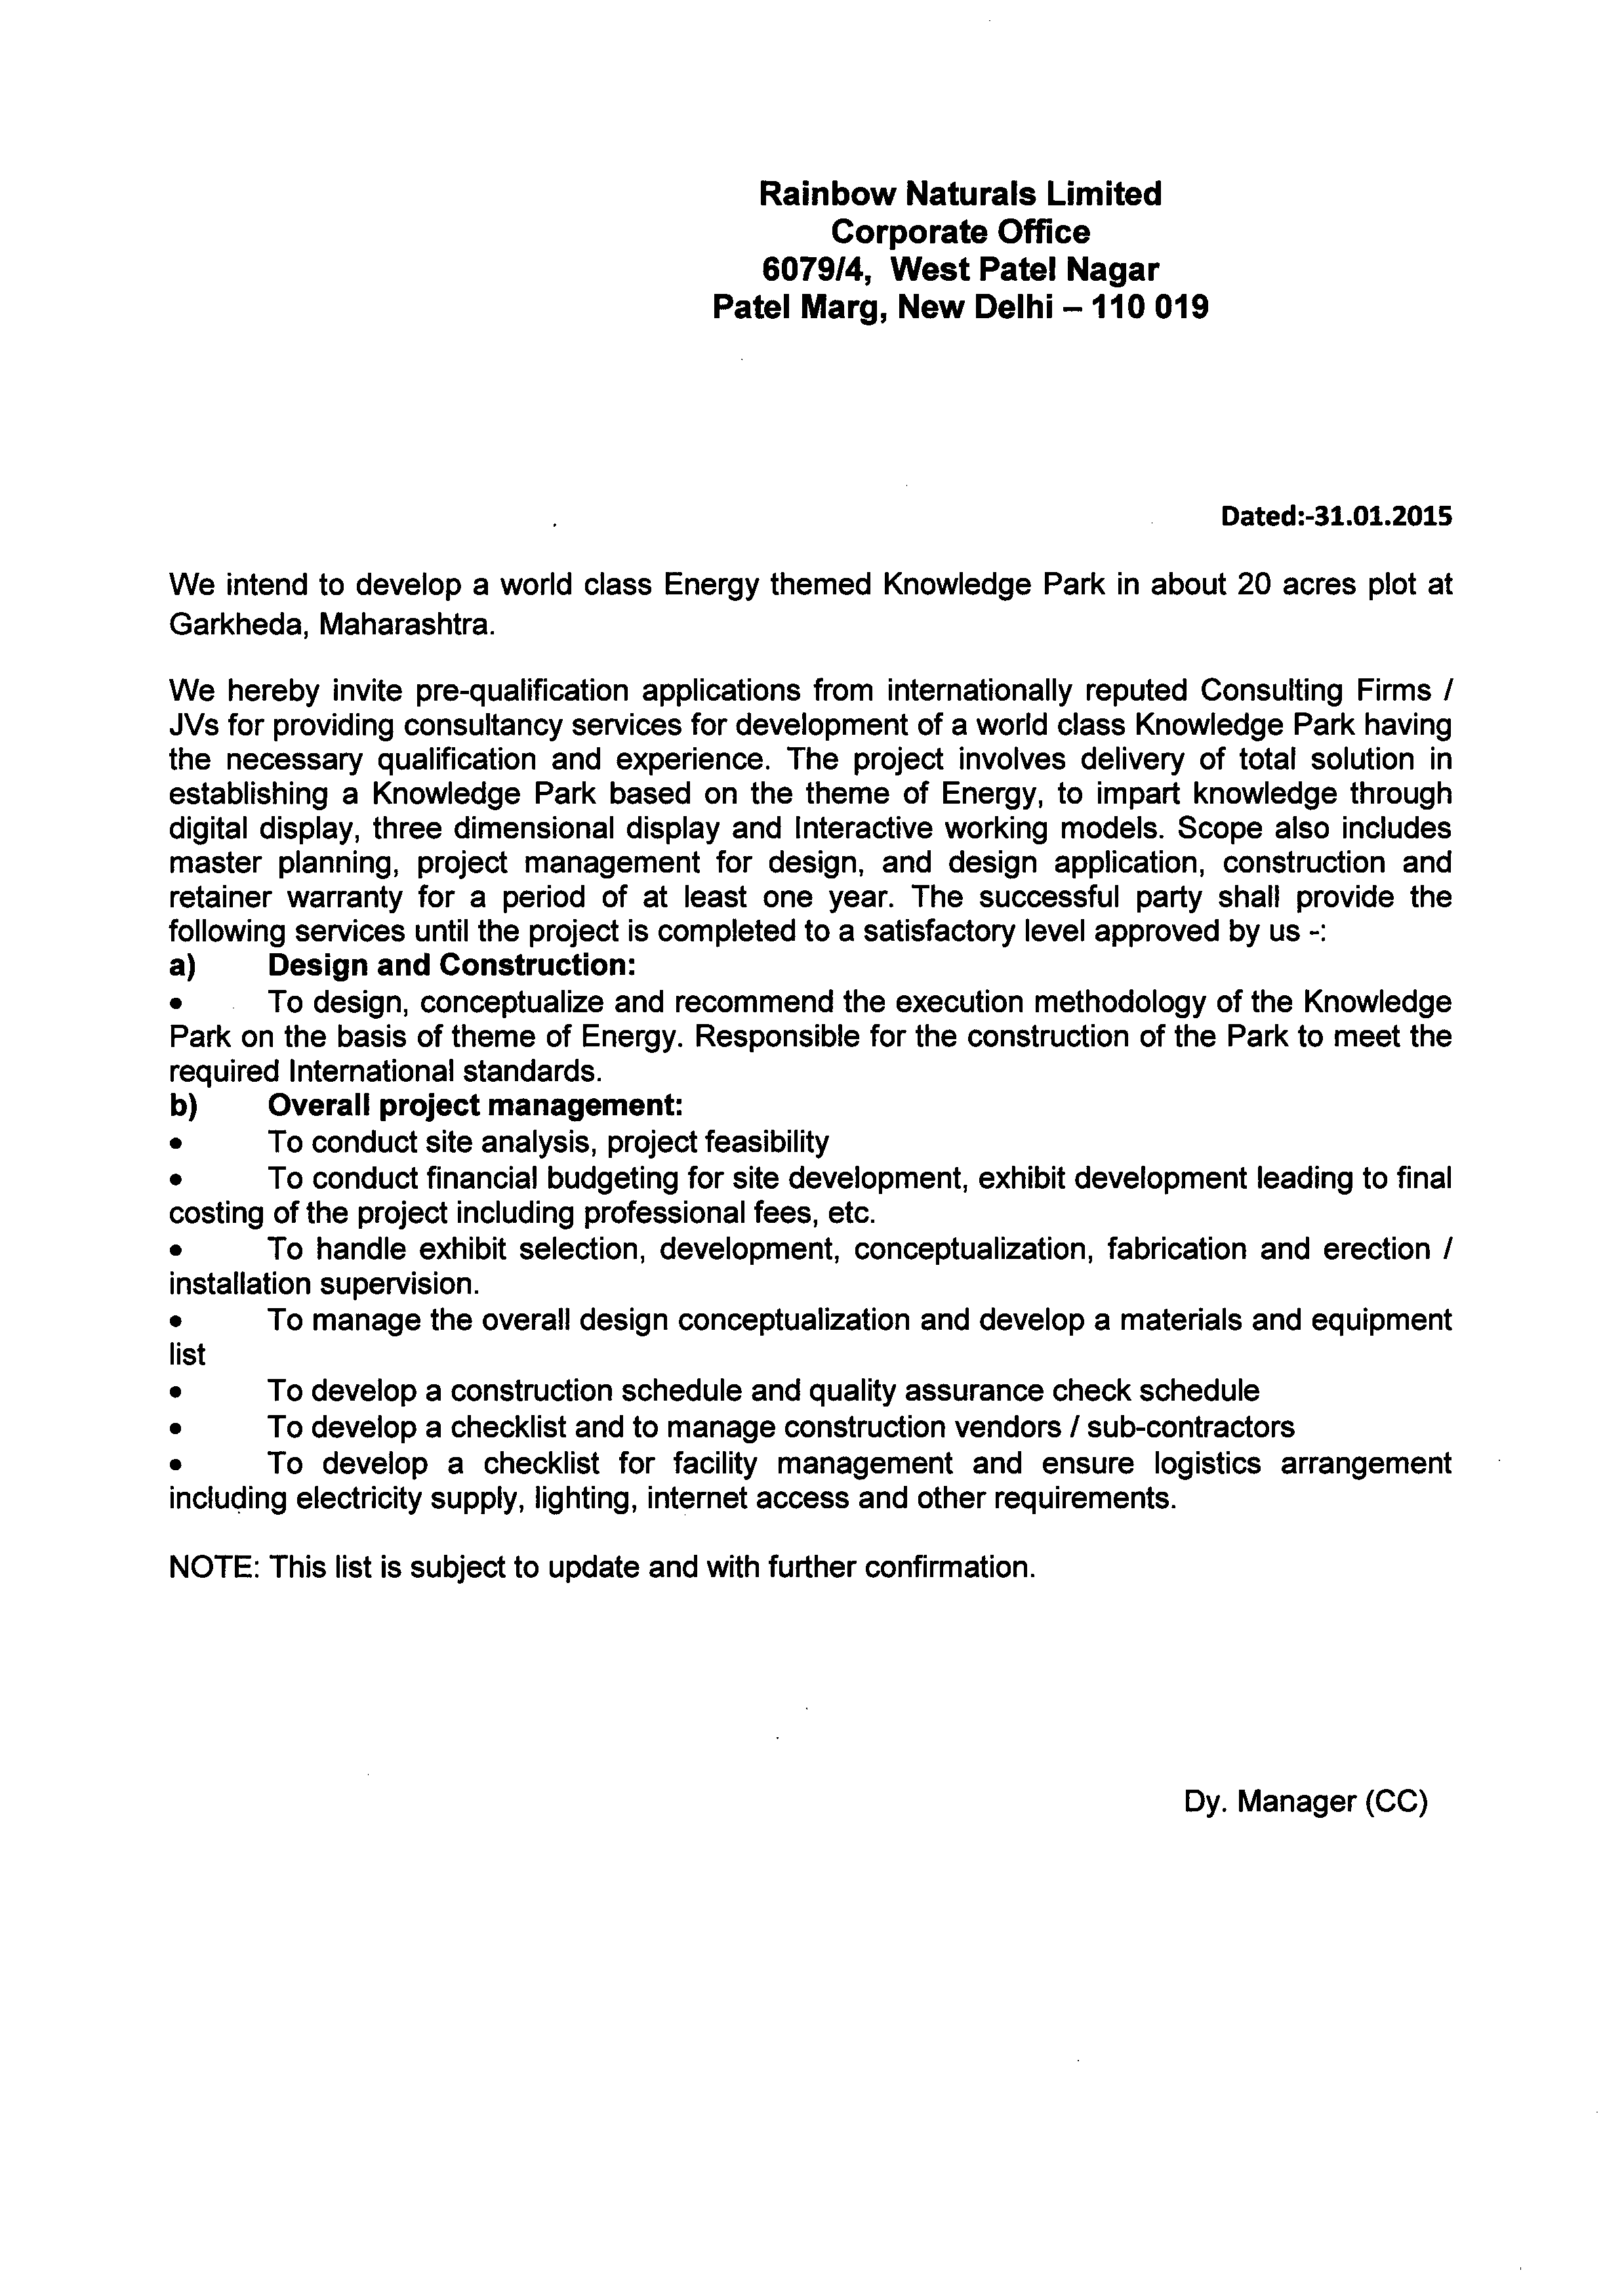 Rainbow Naturals Limited
Corporate Office
6079/4, West Patel Nagar
Patel Marg, New Delhi – 110 019
Dated:-31.01.2015
We intend to develop a world class Energy themed Knowledge Park in about 20 acres plot at
Garkheda, Maharashtra.
We hereby invite pre-qualification applications from internationally reputed Consulting Firms /
JVs for providing consultancy services for development of a world class Knowledge Park having
the necessary qualification and experience. The project involves delivery of total solution in
establishing a Knowledge Park based on the theme of Energy, to impart knowledge through
digital display, three dimensional display and Interactive working models. Scope also includes
master planning, project management for design, and design application, construction and
retainer warranty for a period of at least one year. The successful party shall provide the
following services until the project is completed to a satisfactory level approved by us -:
a) Design and Construction:
• To design, conceptualize and recommend the execution methodology of the Knowledge
Park on the basis of theme of Energy. Responsible for the construction of the Park to meet the
required International standards.
b) Overall project management:
• To conduct site analysis, project feasibility
• To conduct financial budgeting for site development, exhibit development leading to final
costing of the project including professional fees, etc.
• To handle exhibit selection, development, conceptualization, fabrication and erection /
installation supervision.
• To manage the overall design conceptualization and develop a materials and equipment
list
• To develop a construction schedule and quality assurance check schedule
• To develop a checklist and to manage construction vendors / sub-contractors
• To develop a checklist for facility management and ensure logistics arrangement
including electricity supply, lighting, internet access and other requirements.
NOTE: This list is subject to update and with further confirmation.
Dy. Manager (CC)